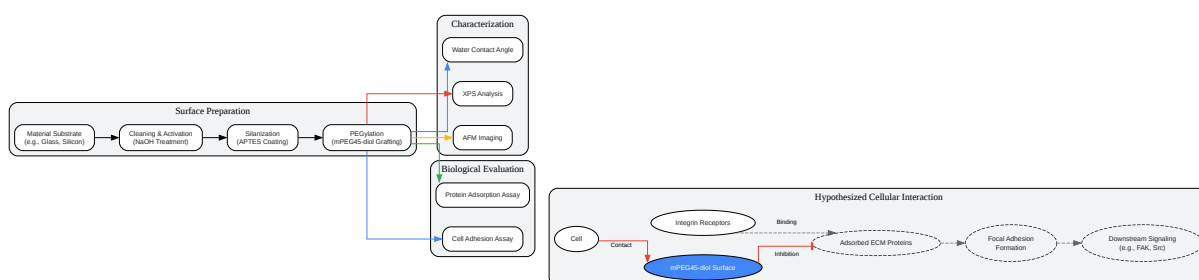 Characterization
Water Contact Angle
XPS Analysis
AFM Imaging
Surface Preparation
Material Substrate
(e.g., Glass, Silicon)
Cleaning & Activation
(NaOH Treatment)
Silanization
(APTES Coating)
PEGylation
(mPEG45-diol Grafting)
Biological Evaluation
Protein Adsorption Assay
Cell Adhesion Assay
Hypothesized Cellular Interaction
Cell
Contact
Integrin Receptors
mPEG45-diol Surface
Binding
Inhibition
Adsorbed ECM Proteins
Focal Adhesion
Formation
Downstream Signaling
(e.g., FAK, Src)